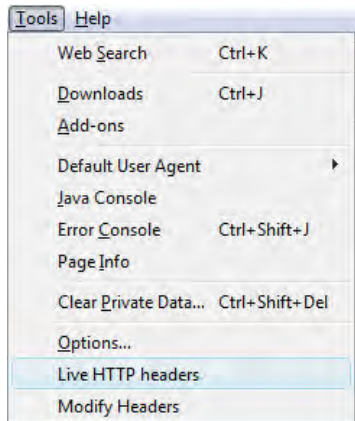 Tools Help
Web Search Ctrl+K
Downloads Ctrl+J
Add-ons
Default User Agent
Java Console
Error Console Ctrl+Shift+J
Page Info
Clear Private Data... Ctrl+Shift+Del
Options...
Live HTTP headers
Modify Headers